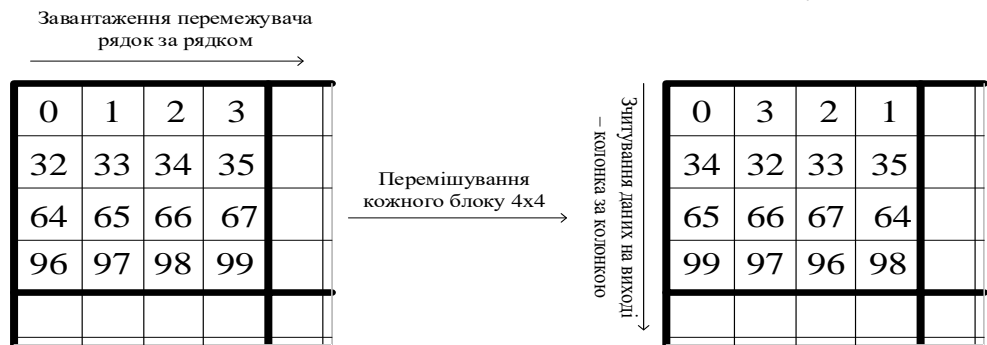 Завантаження перемежувача
рядок за рядком
0 1 2 3
32 33 34 35
64 65 66 67
96 97 98 99
Перемішування
кожного блоку 4х4
Зчитування даних на виході
– колонка за колонкою
0 3 2 1
34 32 33 35
65 66 67 64
99 97 96 98